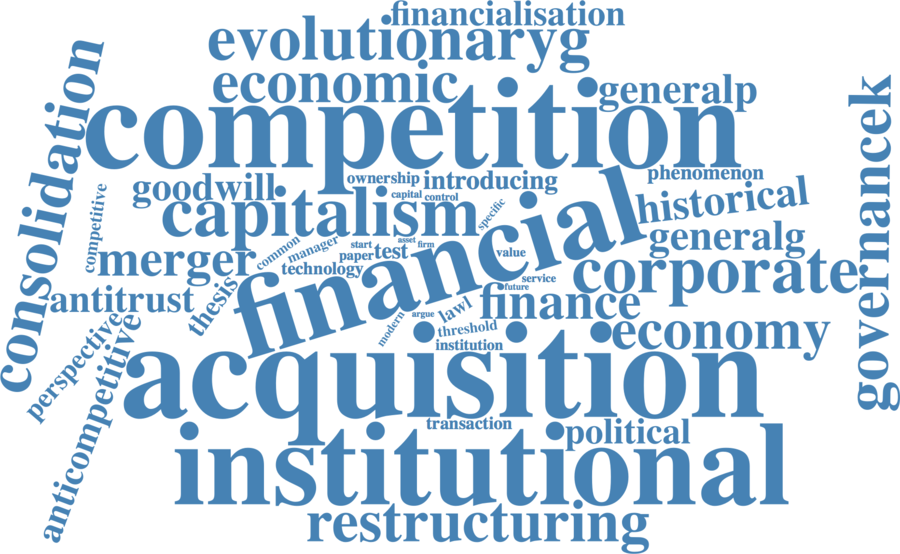 financialisation
evolutionaryg
economic
generalp
competition
consolidation
governancek
phenomenon
ownership
introducing
goodwill
capital
control
competitive
capitalism
specific
historical
financial
generalg
common
manager
start
asset
firm
paper
test
value
merger
technology
corporate
service
future
thesis
antitrust
finance
lawl
argue
modern
threshold
economy
institution
perspective
anticompetitive
acquisition
transaction
political
institutional
restructuring